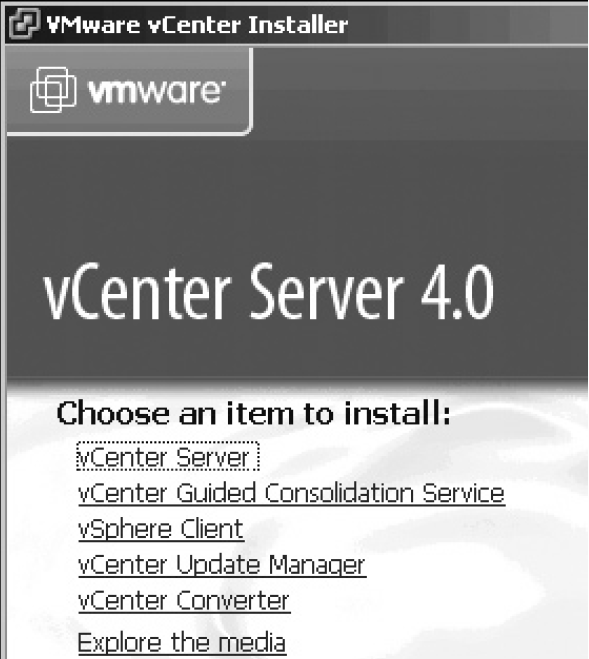 VMware vCenter Installer
vmware
vCenter Server 4.0
Choose an item to install:
vCenter Server
vCenter Guided Consolidation Service
vSphere Client
vCenter Update Manager
vCenter Converter
Explore the media